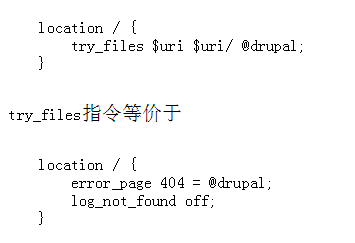 location / {
    try_files $uri $uri/ @drupal;
}
try_files指令等价于
location / {
    error_page 404 = @drupal;
    log_not_found off;
}